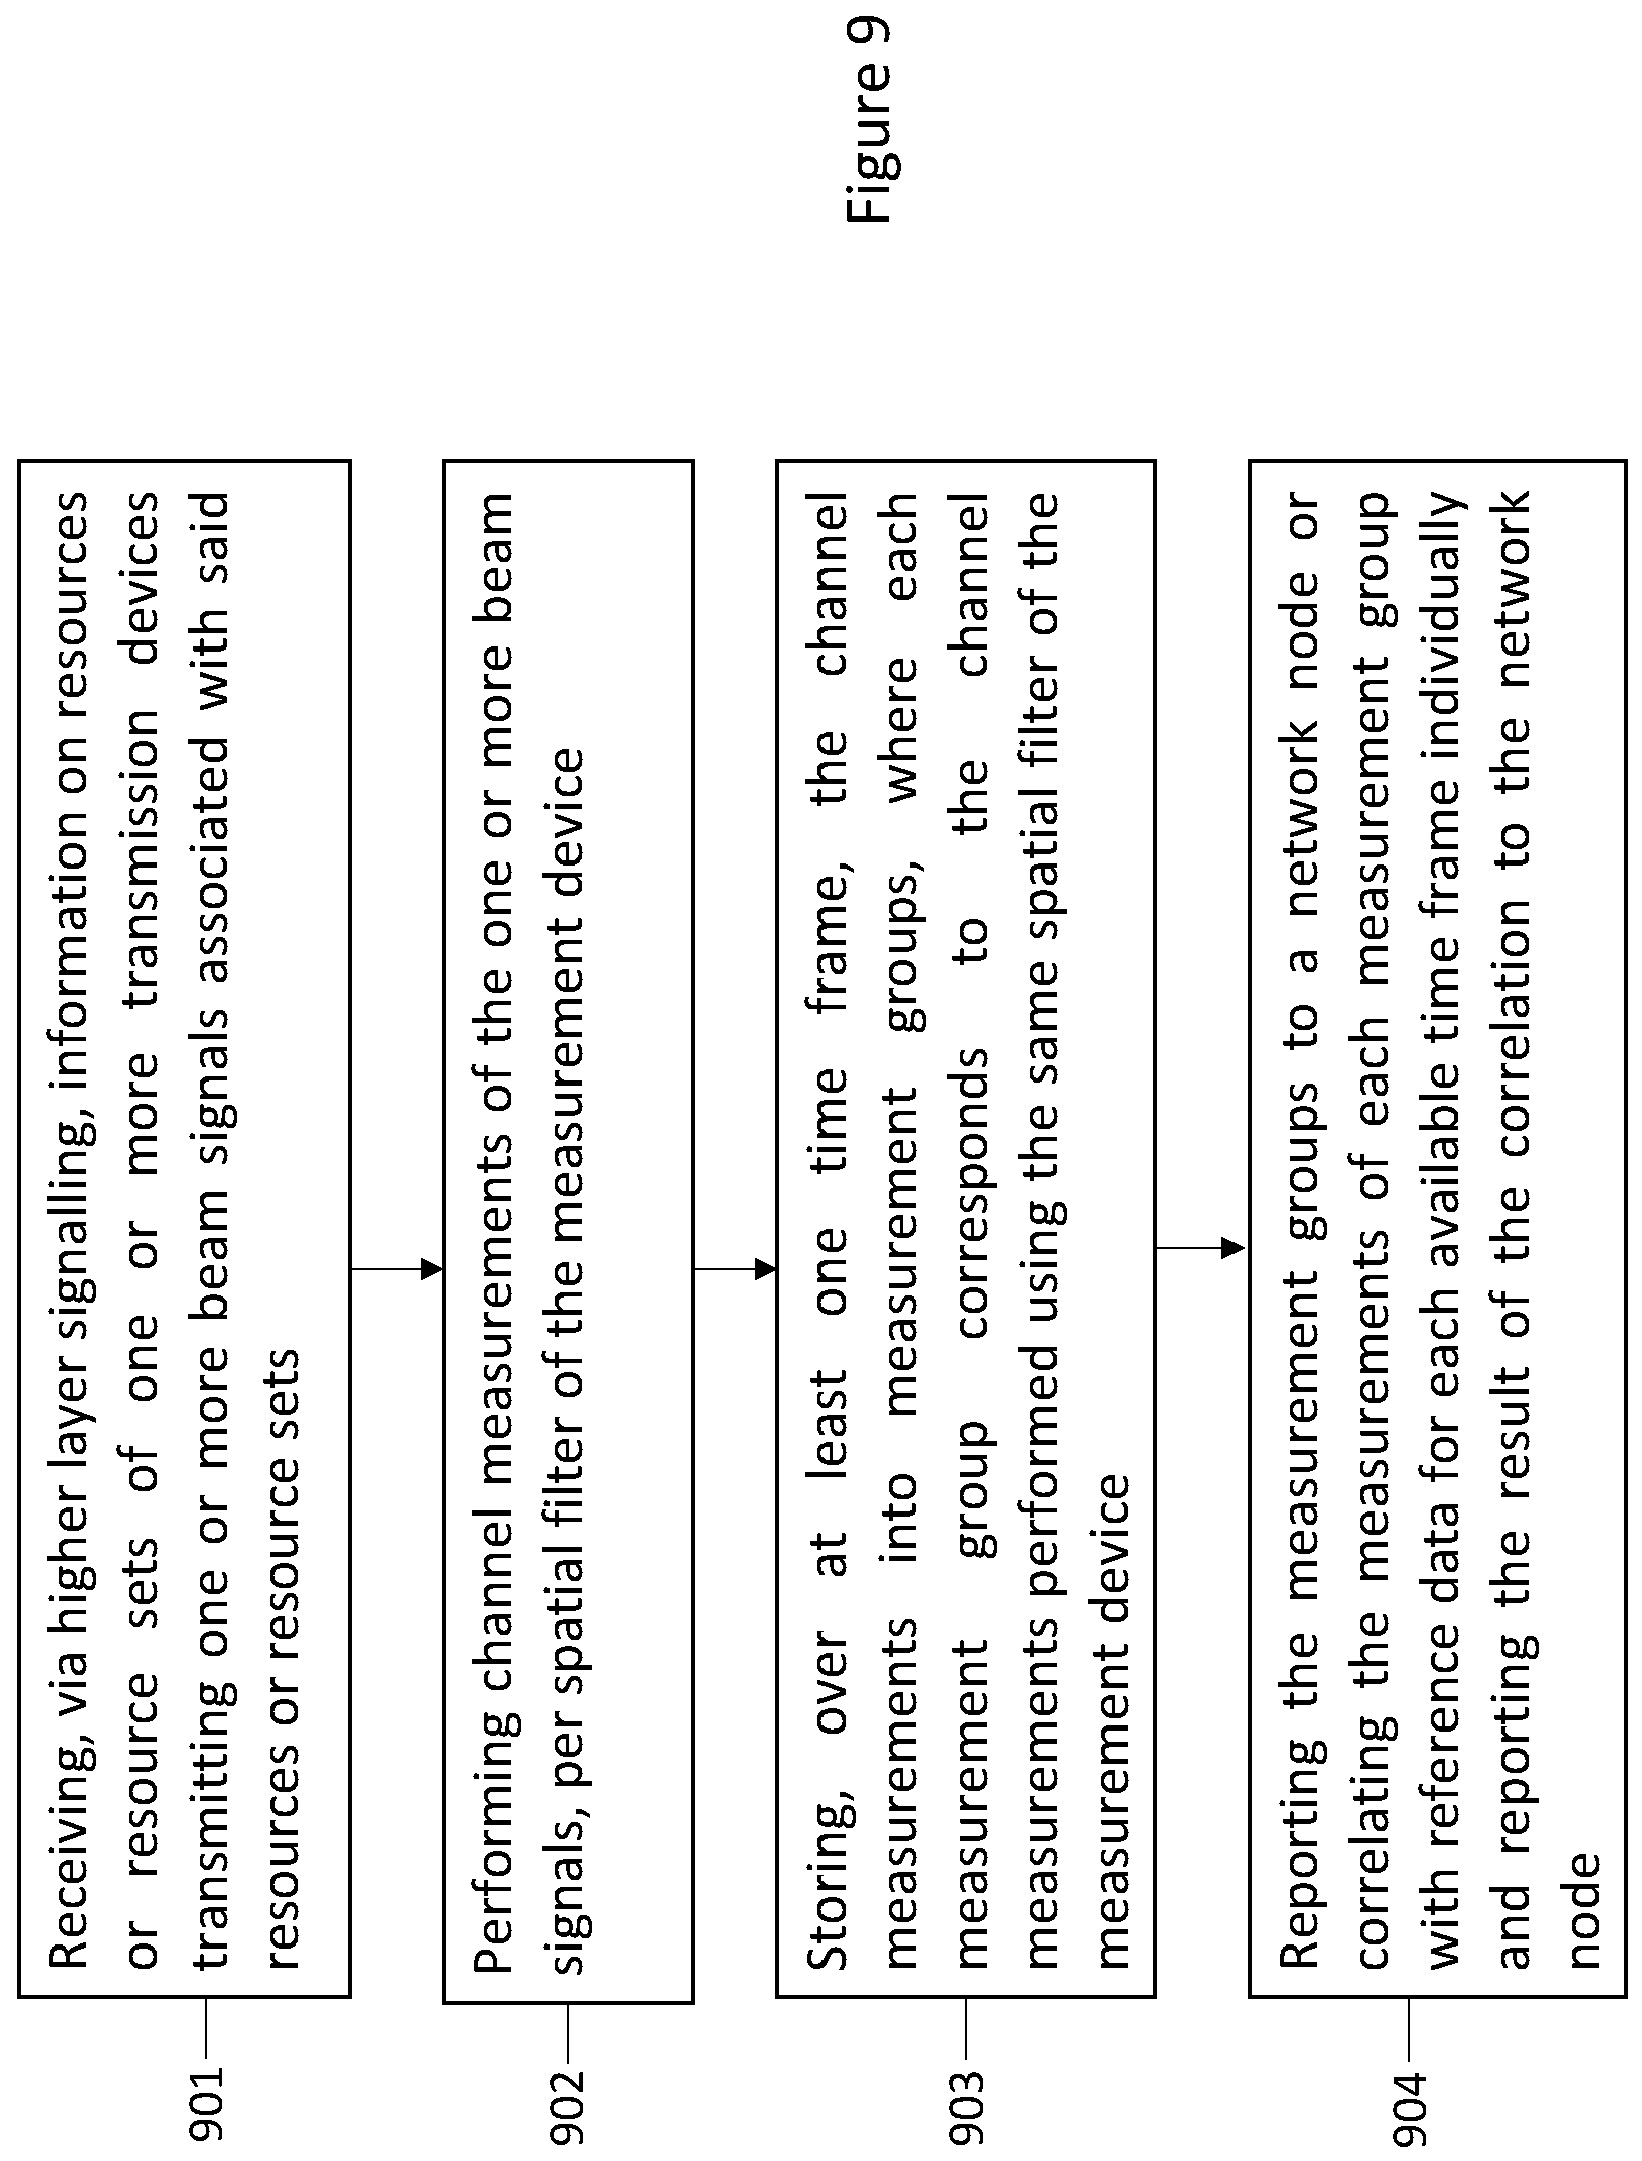 901
Receiving, via higher layer signalling, information on resources
or resource sets of one or more transmission devices
transmitting one or more beam signals associated with said
resources or resource sets
902
Performing channel measurements of the one or more beam
signals, per spatial filter of the measurement device
903
Storing, over at least one time frame, the channel
measurements into measurement groups, where each
measurement group corresponds to the channel
measurements performed using the same spatial filter of the
measurement device
904
Reporting the measurement groups to a network node or
correlating the measurements of each measurement group
with reference data for each available time frame individually
and reporting the result of the correlation to the network
node
Figure 9